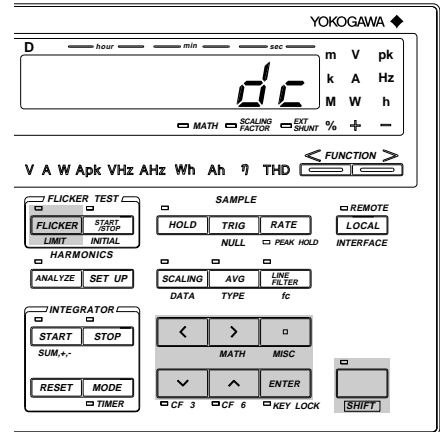 YOKOGAWA
D hour min sec
m V pk
k A Hz
M W h
dc
MATH SCALING FACTOR EXT SHUNT % + −
< FUNCTION >
V A W Apk VHz AHz Wh Ah η THD
FLICKER TEST SAMPLE REMOTE
FLICKER START /STOP HOLD TRIG RATE LOCAL
LIMIT INITIAL NULL PEAK HOLD INTERFACE
HARMONICS
ANALYZE SET UP SCALING AVG LINE FILTER
DATA TYPE fc
INTEGRATOR
START STOP
SUM,+,- MATH MISC
RESET MODE ENTER
TIMER CF 3 CF 6 KEY LOCK SHIFT